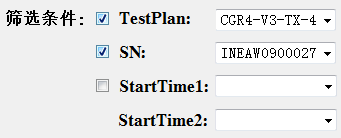 筛选条件: TestPlan: CGR4-V3-TX-4
SN: INEAW0900027
StartTime1:
StartTime2: